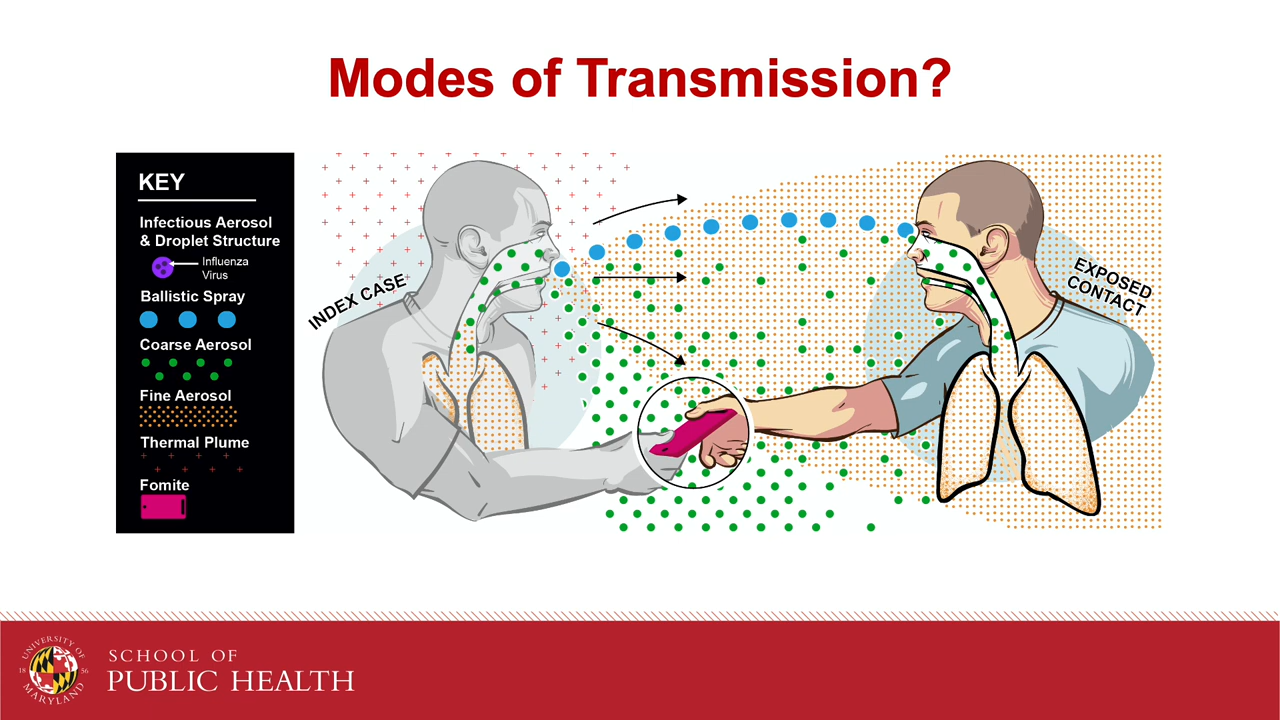 Modes of Transmission?
KEY
Infectious Aerosol
& Droplet Structure
Influenza
Virus
Ballistic Spray
Coarse Aerosol
Fine Aerosol
Thermal Plume
Fomite
INDEX CASE
EXPOSED
CONTACT
UNIVERSITY OF
18 56
MARYLAND
SCHOOL OF
PUBLIC HEALTH